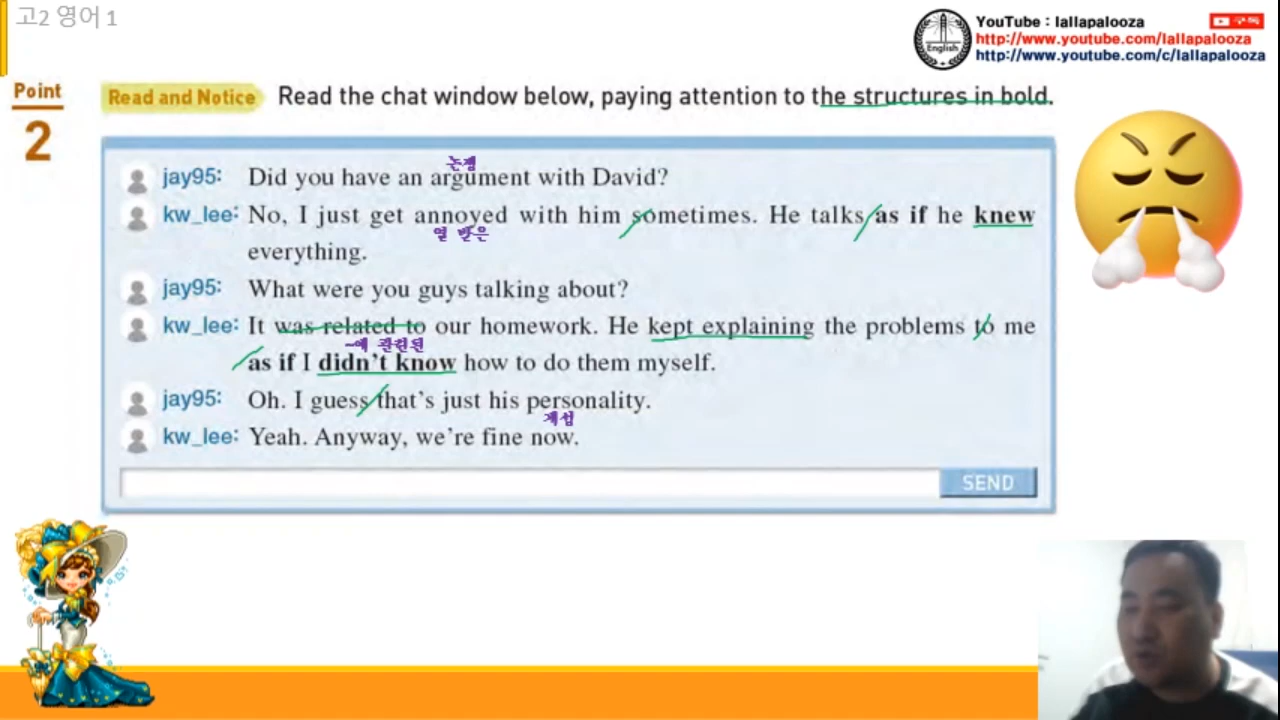 고2 영어 1
YouTube : lallapalooza
구독
http://www.youtube.com/lallapalooza
English
http://www.youtube.com/c/lallapalooza
Point
2
Read and Notice Read the chat window below, paying attention to the structures in bold.
논쟁
jay95: Did you have an argument with David?
kw_lee: No, I just get annoyed with him sometimes. He talks as if he knew
열 받은
everything.
jay95: What were you guys talking about?
kw_lee: It was related to our homework. He kept explaining the problems to me
~에 관련된
as if I didn't know how to do them myself.
jay95: Oh. I guess that's just his personality.
kw_lee: Yeah. Anyway, we're fine now.
SEND